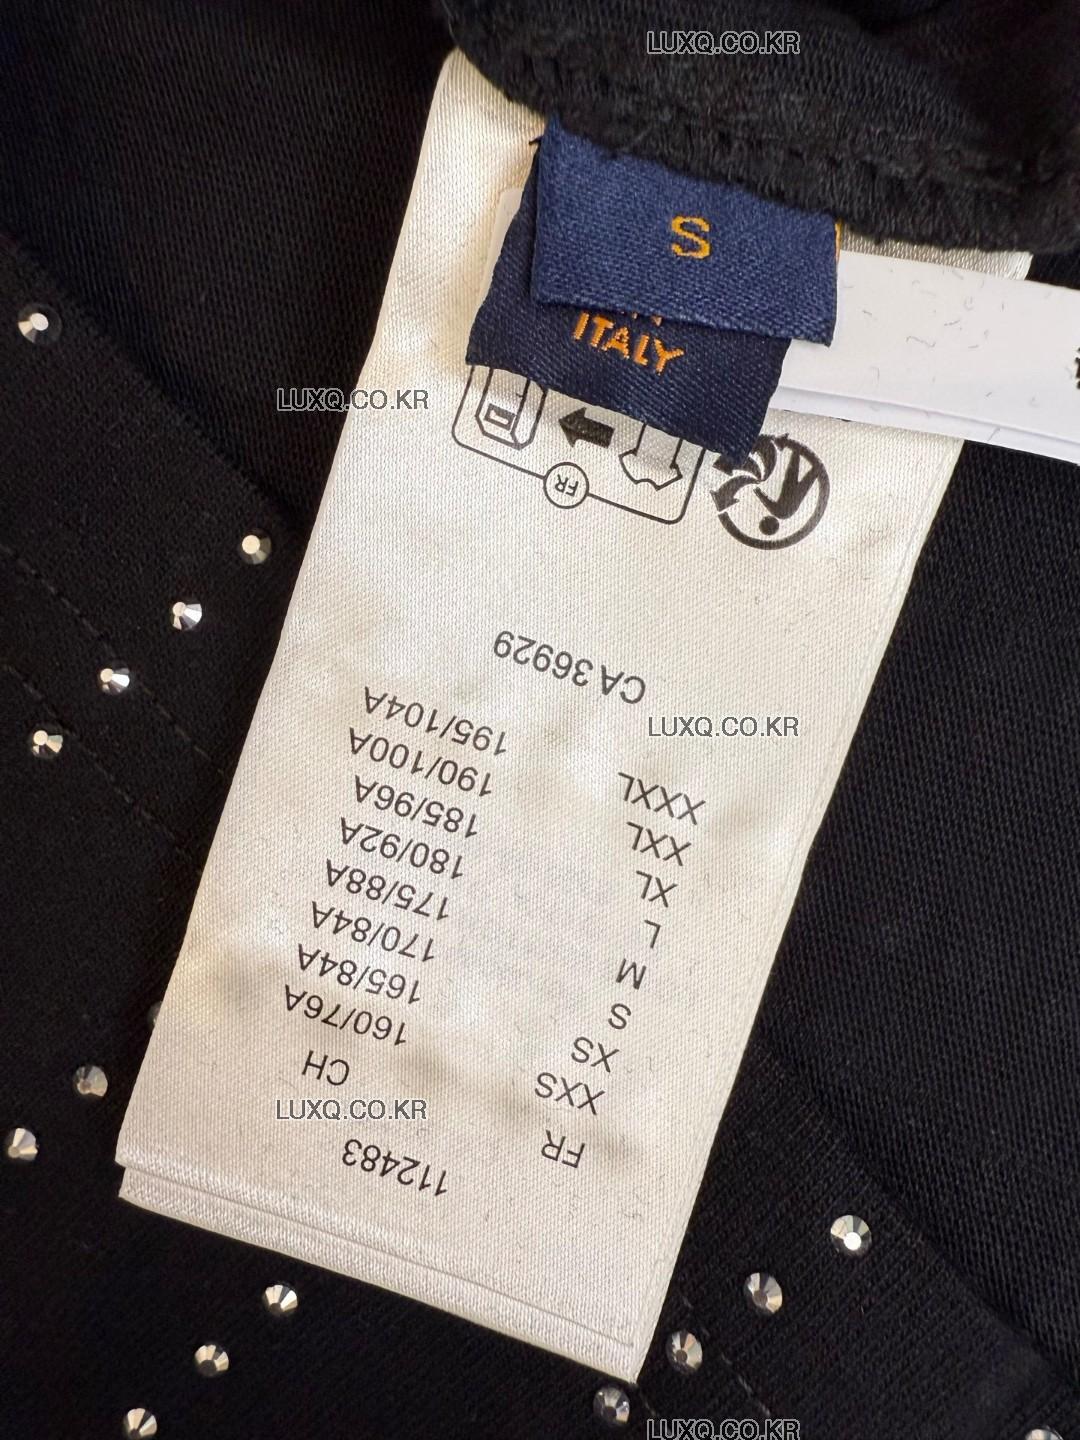 LUXQ.CO.KR
S
IN
ITALY
LUXQ.CO.KR
FR
112483
FR CH
XXS 160/76A
XS 165/84A
S 170/84A
M 175/88A
L 180/92A
XL 185/96A
XXL 190/100A
XXXL 195/104A
CA 36929
LUXQ.CO.KR
LUXQ.CO.KR
LUXQ.CO.KR